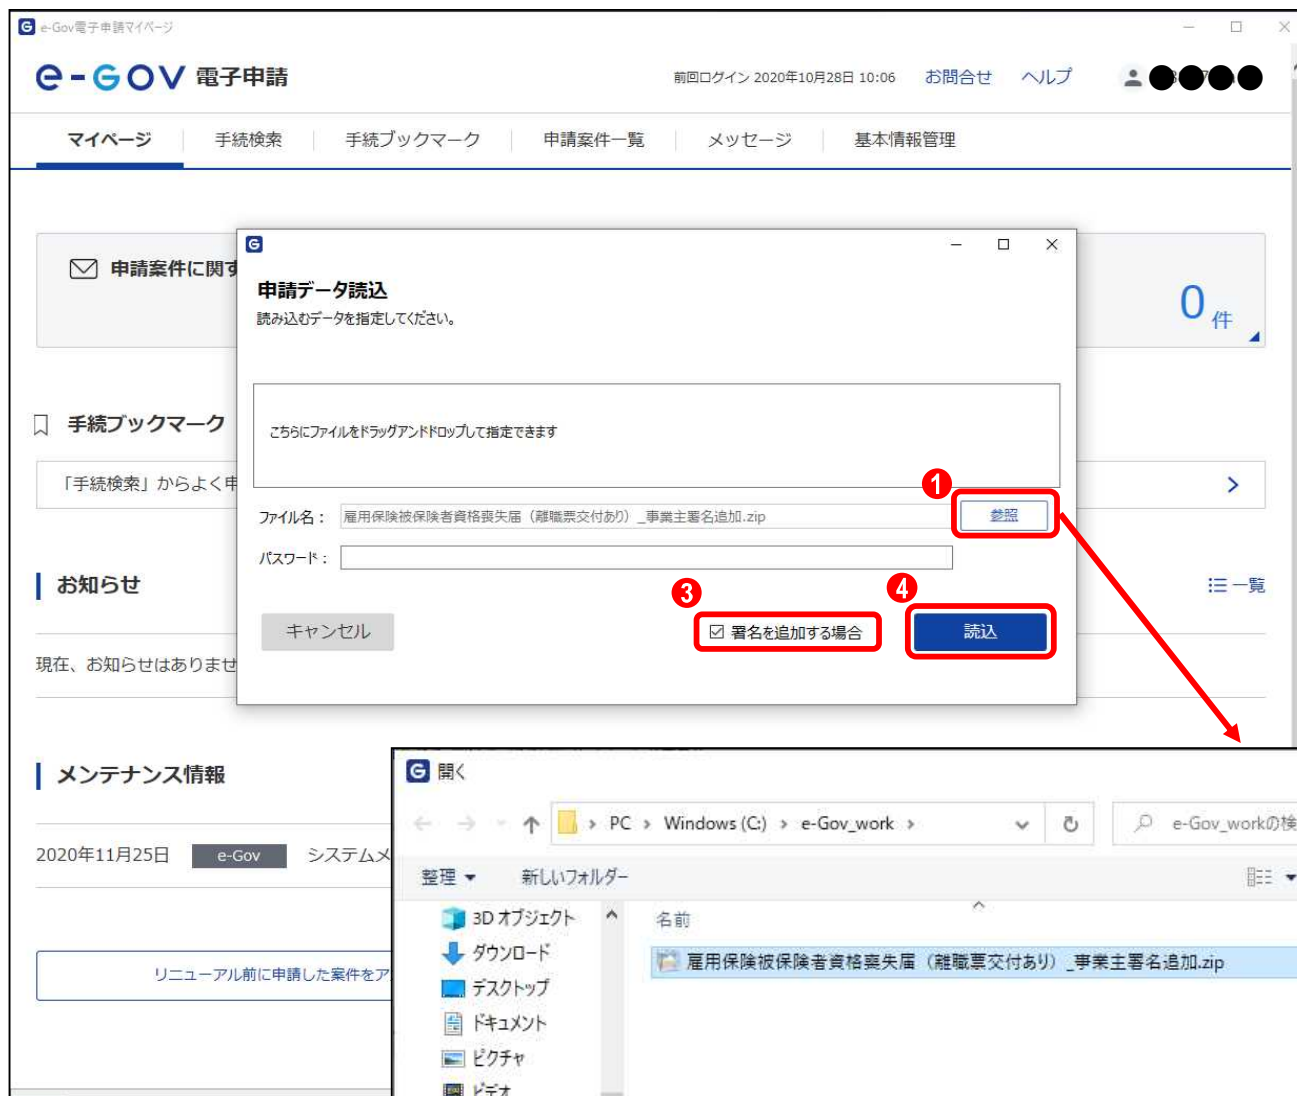 e-Gov電子申請マイページ
e-GOV 電子申請
前回ログイン 2020年10月28日 10:06 お問合せ ヘルプ
マイページ 手続検索 手続ブックマーク 申請案件一覧 メッセージ 基本情報管理
申請案件に関す
0 件
申請データ読込
読み込むデータを指定してください。
手続ブックマーク
こちらにファイルをドラッグアンドドロップして指定できます
「手続検索」からよく申
1
ファイル名： 雇用保険被保険者資格喪失届（離職票交付あり）_事業主署名追加.zip 参照
パスワード：
お知らせ
一覧
3
4
キャンセル
署名を追加する場合
読込
現在、お知らせはありませ
メンテナンス情報
開く
PC › Windows (C:) › e-Gov_work ›
e-Gov_workの検
2020年11月25日 e-Gov システムメ
整理 新しいフォルダー
3D オブジェクト
名前
ダウンロード
雇用保険被保険者資格喪失届（離職票交付あり）_事業主署名追加.zip
リニューアル前に申請した案件をア
デスクトップ
ドキュメント
ピクチャ
ビデオ